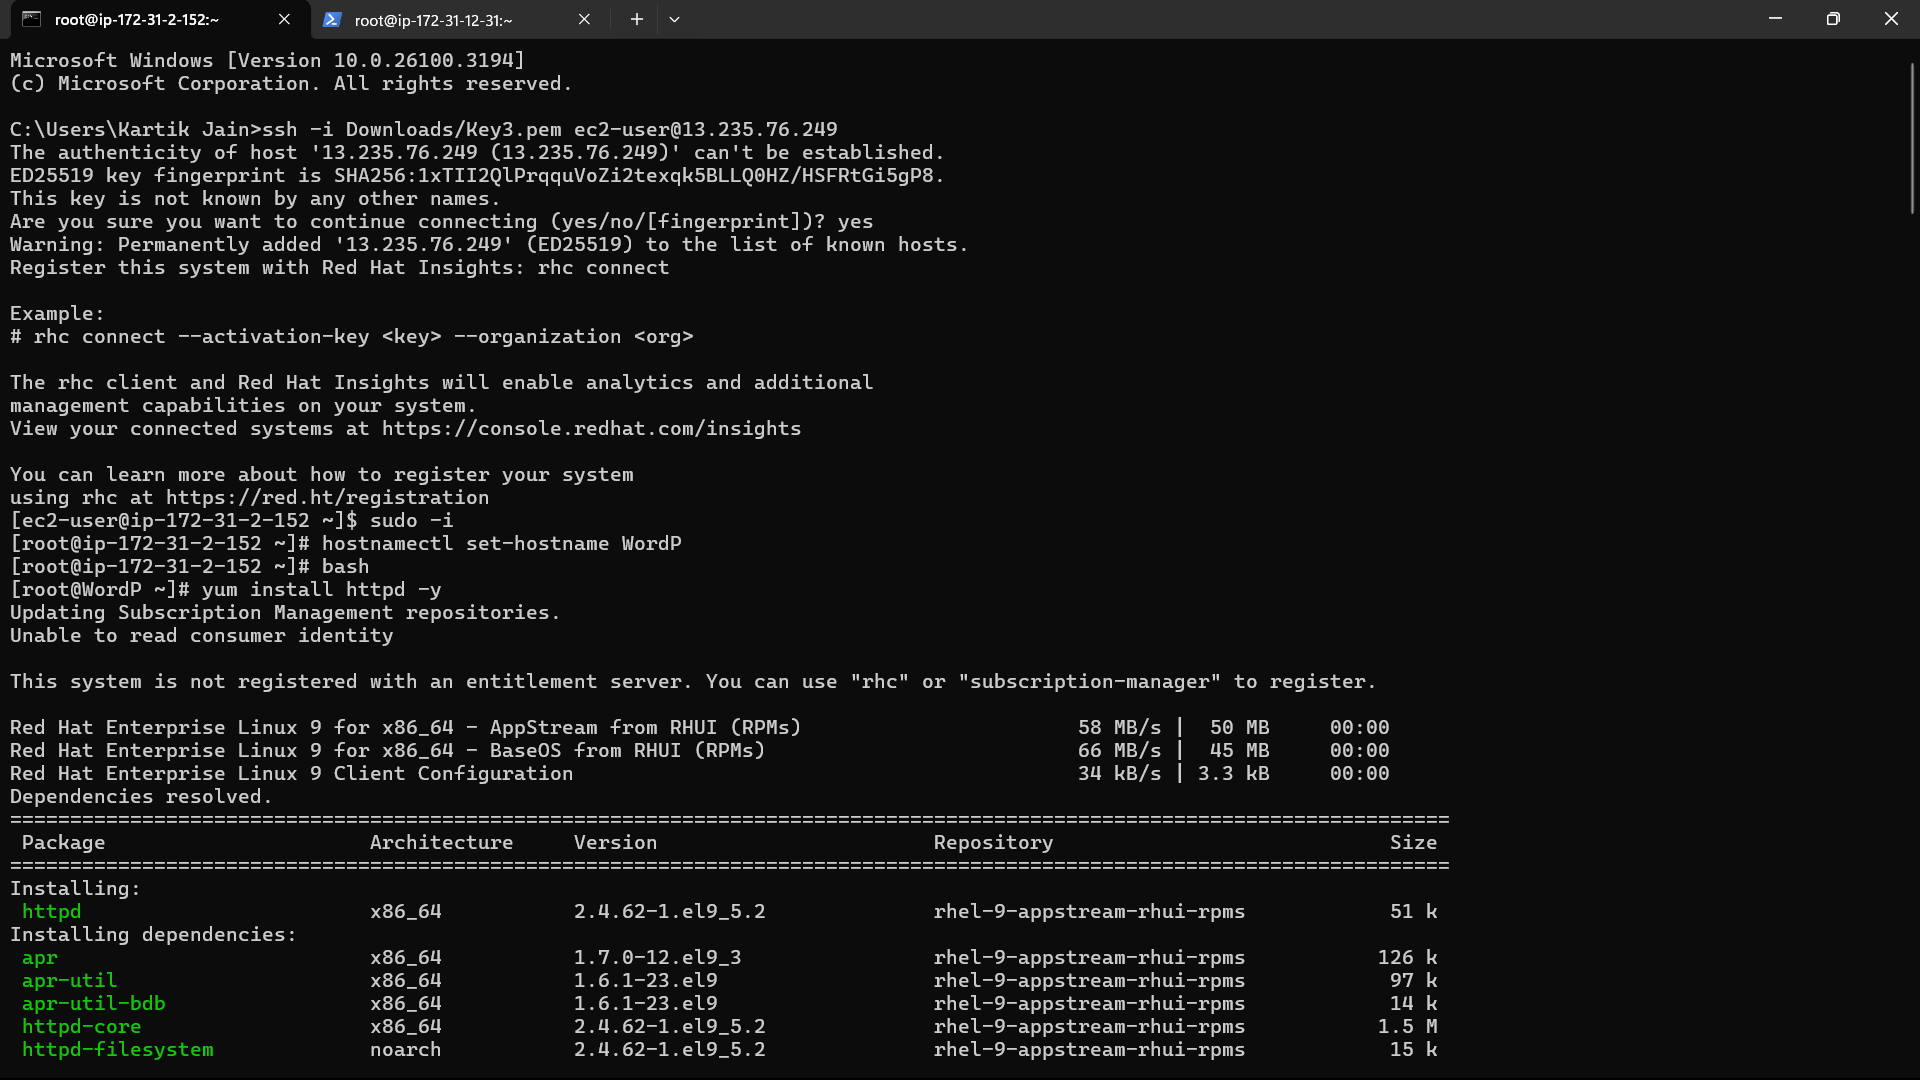 root@ip-172-31-2-152:~ root@ip-172-31-12-31:~
Microsoft Windows [Version 10.0.26100.3194]
(c) Microsoft Corporation. All rights reserved.
C:\Users\Kartik Jain>ssh -i Downloads/Key3.pem ec2-user@13.235.76.249
The authenticity of host '13.235.76.249 (13.235.76.249)' can't be established.
ED25519 key fingerprint is SHA256:1xTII2QlPrqquVoZi2texqk5BLLQ0HZ/HSFRtGi5gP8.
This key is not known by any other names.
Are you sure you want to continue connecting (yes/no/[fingerprint])? yes
Warning: Permanently added '13.235.76.249' (ED25519) to the list of known hosts.
Register this system with Red Hat Insights: rhc connect
Example:
# rhc connect --activation-key <key> --organization <org>
The rhc client and Red Hat Insights will enable analytics and additional
management capabilities on your system.
View your connected systems at https://console.redhat.com/insights
You can learn more about how to register your system
using rhc at https://red.ht/registration
[ec2-user@ip-172-31-2-152 ~]$ sudo -i
[root@ip-172-31-2-152 ~]# hostnamectl set-hostname WordP
[root@ip-172-31-2-152 ~]# bash
[root@WordP ~]# yum install httpd -y
Updating Subscription Management repositories.
Unable to read consumer identity
This system is not registered with an entitlement server. You can use "rhc" or "subscription-manager" to register.
Red Hat Enterprise Linux 9 for x86_64 - AppStream from RHUI (RPMs) 58 MB/s | 50 MB 00:00
Red Hat Enterprise Linux 9 for x86_64 - BaseOS from RHUI (RPMs) 66 MB/s | 45 MB 00:00
Red Hat Enterprise Linux 9 Client Configuration 34 kB/s | 3.3 kB 00:00
Dependencies resolved.
========================================================================================================================
Package Architecture Version Repository Size
========================================================================================================================
Installing:
httpd x86_64 2.4.62-1.el9_5.2 rhel-9-appstream-rhui-rpms 51 k
Installing dependencies:
apr x86_64 1.7.0-12.el9_3 rhel-9-appstream-rhui-rpms 126 k
apr-util x86_64 1.6.1-23.el9 rhel-9-appstream-rhui-rpms 97 k
apr-util-bdb x86_64 1.6.1-23.el9 rhel-9-appstream-rhui-rpms 14 k
httpd-core x86_64 2.4.62-1.el9_5.2 rhel-9-appstream-rhui-rpms 1.5 M
httpd-filesystem noarch 2.4.62-1.el9_5.2 rhel-9-appstream-rhui-rpms 15 k